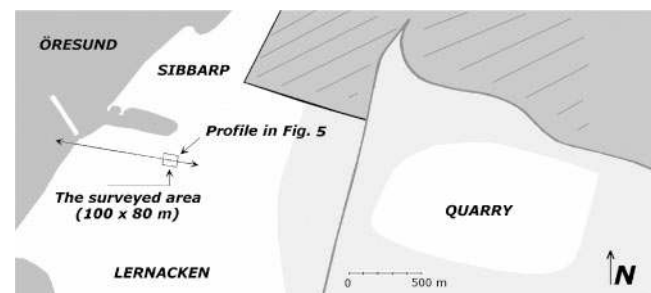 ÖRESUND
SIBBARP
Profile in Fig. 5
The surveyed area
(100 x 80 m)
QUARRY
LERNACKEN
0 500 m
N